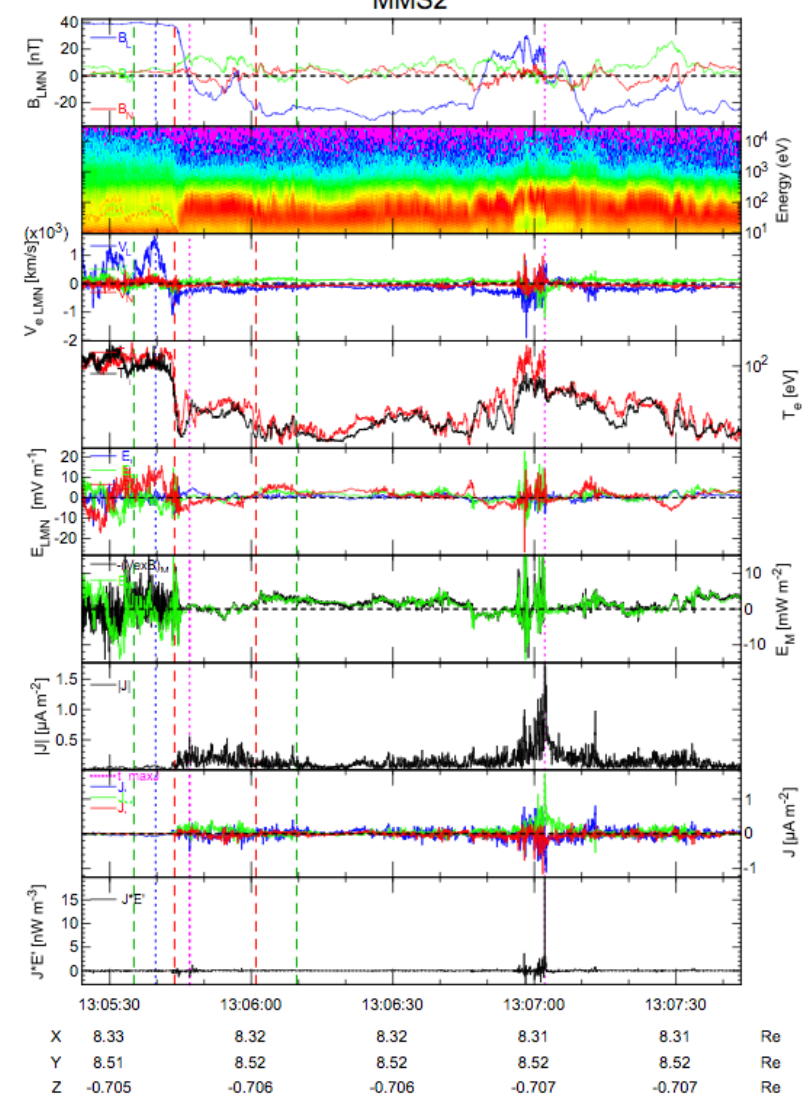 MMS2
40
20
0
-20
B_LMN [nT]
B_L
B
B_N
10^4
10^3
10^2
10^1
Energy (eV)
(x10^3)
1
0
-1
-2
V_e LMN [km/s]
V_L
10^2
T_e [eV]
20
10
0
-10
-20
E_LMN [mV m^-1]
E
-(VexB)_M
E
10
0
-10
E_M [mW m^-2]
1.5
1.0
0.5
|J| [µA m^-2]
|J|
t_maxJ
J
J
1
0
-1
J [µA m^-2]
15
10
5
0
J*E' [nW m^-3]
J*E'
13:05:30 13:06:00 13:06:30 13:07:00 13:07:30
X 8.33 8.32 8.32 8.31 8.31 Re
Y 8.51 8.52 8.52 8.52 8.52 Re
Z -0.705 -0.706 -0.706 -0.707 -0.707 Re